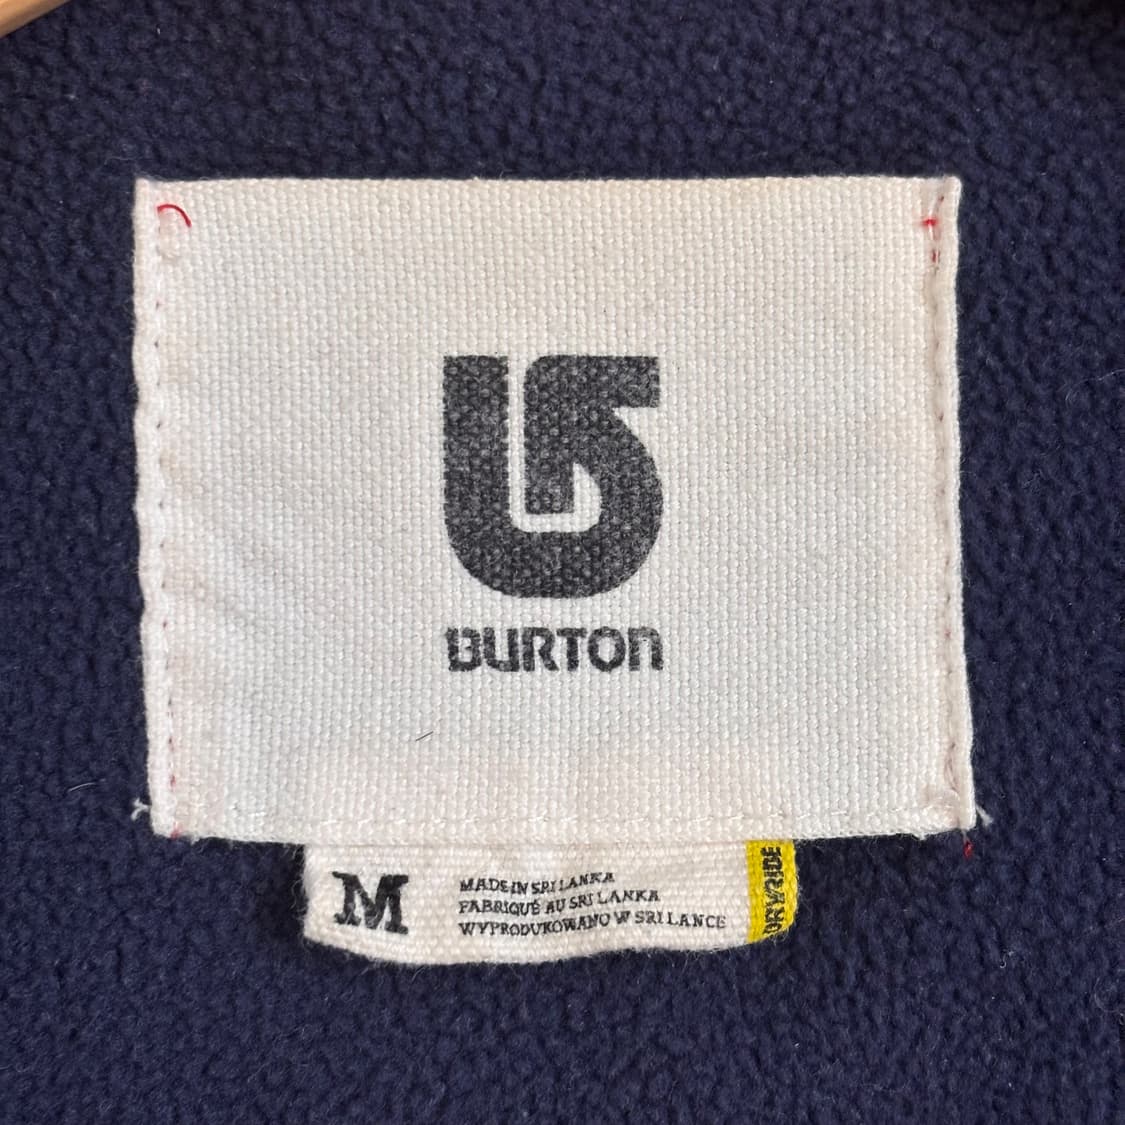 BURTON
M
MADE IN SRI LANKA
FABRIQUÉ AU SRI LANKA
WYPRODUKOWANO W SRI LANCE
DRYRIDE